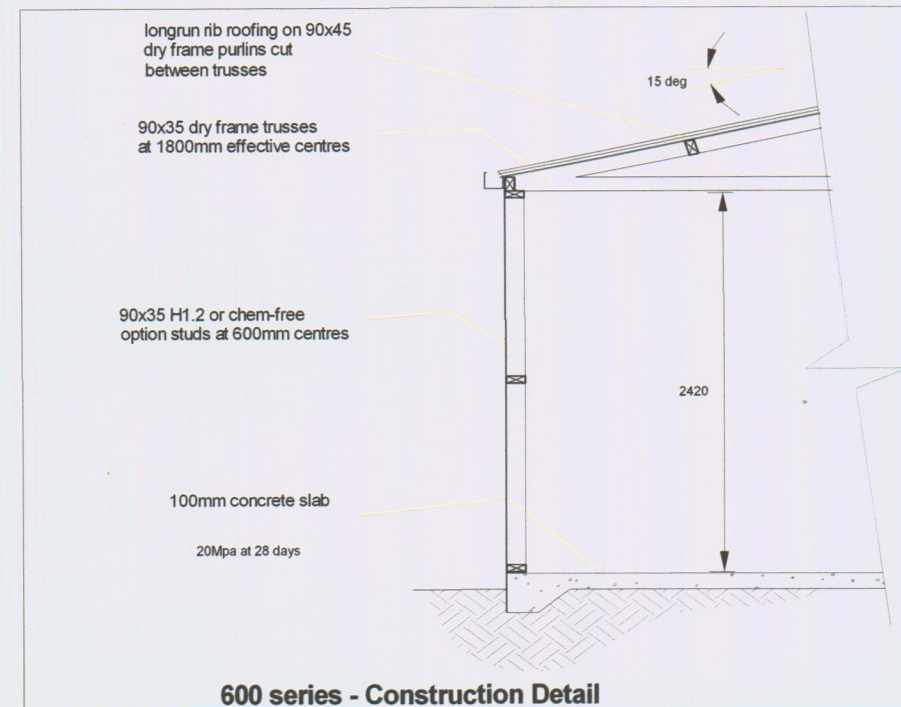 longrun rib roofing on 90x45
dry frame purlins cut
between trusses
15 deg
90x35 dry frame trusses
at 1800mm effective centres
90x35 H1.2 or chem-free
option studs at 600mm centres
2420
100mm concrete slab
20Mpa at 28 days
600 series - Construction Detail